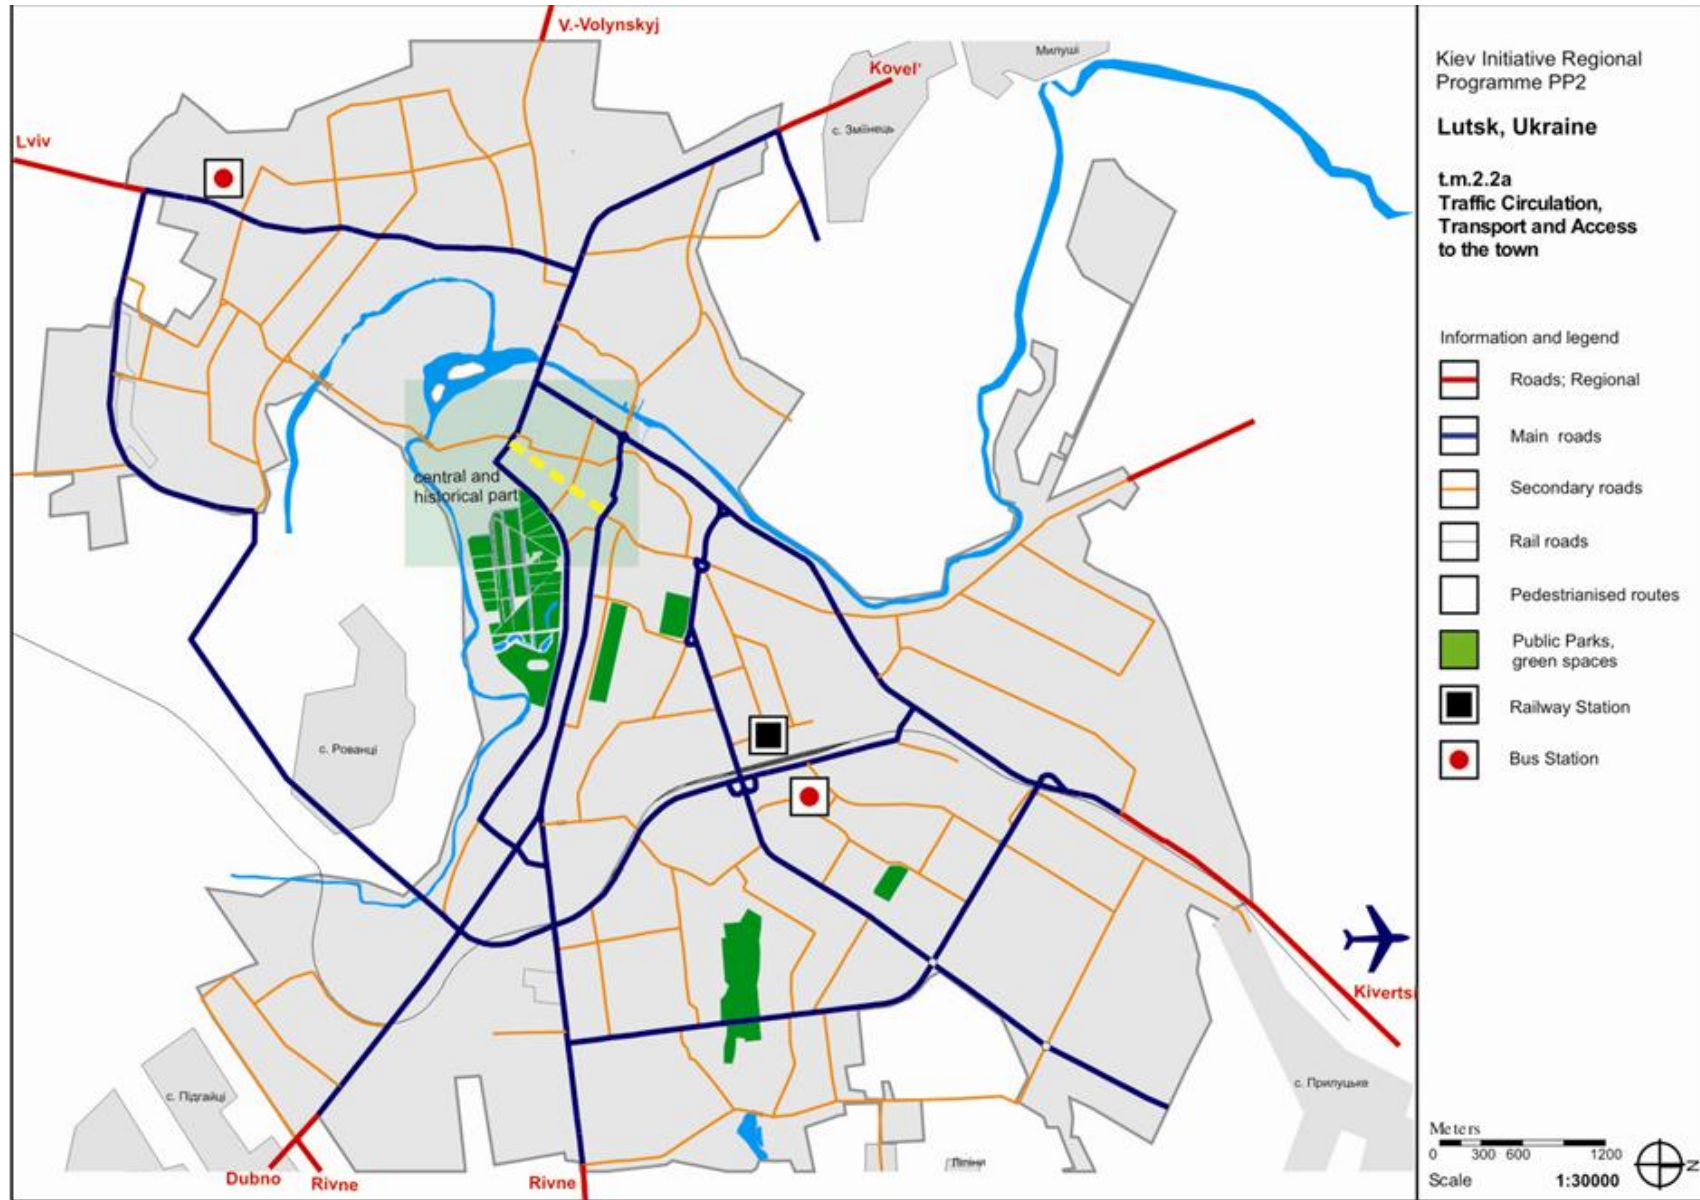 V.-Volynskyj
Kovel'
Милуші
с. Зміїнець
Lviv
central and
historical part
с. Рованці
с. Підгайці
Dubno
Rivne
Rivne
Kivertsi
с. Прилуцьке
Ліпіни
Kiev Initiative Regional
Programme PP2
Lutsk, Ukraine
t.m.2.2a
Traffic Circulation,
Transport and Access
to the town
Information and legend
Roads; Regional
Main roads
Secondary roads
Rail roads
Pedestrianised routes
Public Parks,
green spaces
Railway Station
Bus Station
Meters
0 300 600 1200
Scale 1:30000
N